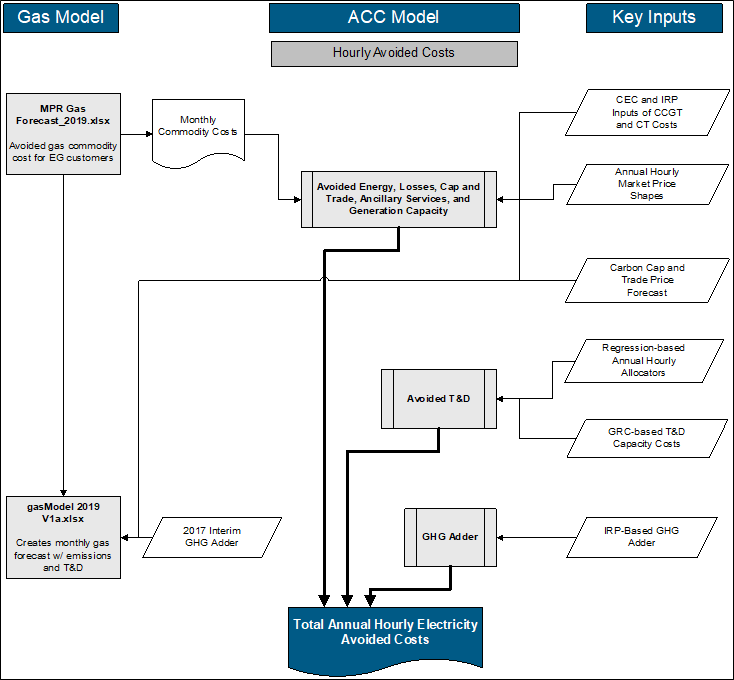 Gas Model
ACC Model
Key Inputs
Hourly Avoided Costs
MPR Gas
Forecast_2019.xlsx
Avoided gas commodity
cost for EG customers
Monthly
Commodity Costs
CEC and IRP
Inputs of CCGT
and CT Costs
Avoided Energy, Losses, Cap and
Trade, Ancillary Services, and
Generation Capacity
Annual Hourly
Market Price
Shapes
Carbon Cap and
Trade Price
Forecast
Regression-based
Annual Hourly
Allocators
Avoided T&D
GRC-based T&D
Capacity Costs
gasModel 2019
V1a.xlsx
Creates monthly gas
forecast w/ emissions
and T&D
2017 Interim
GHG Adder
GHG Adder
IRP-Based GHG
Adder
Total Annual Hourly Electricity
Avoided Costs